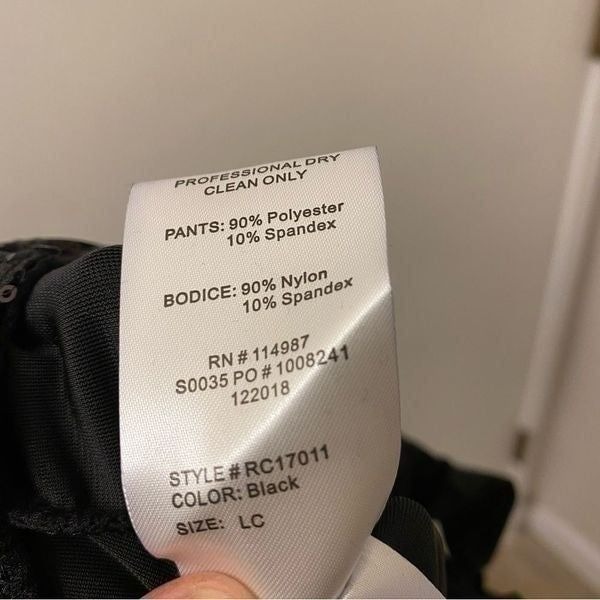 PROFESSIONAL DRY
CLEAN ONLY
PANTS: 90% Polyester
10% Spandex
BODICE: 90% Nylon
10% Spandex
RN # 114987
S0035 PO # 1008241
122018
STYLE# RC17011
COLOR: Black
SIZE: LC